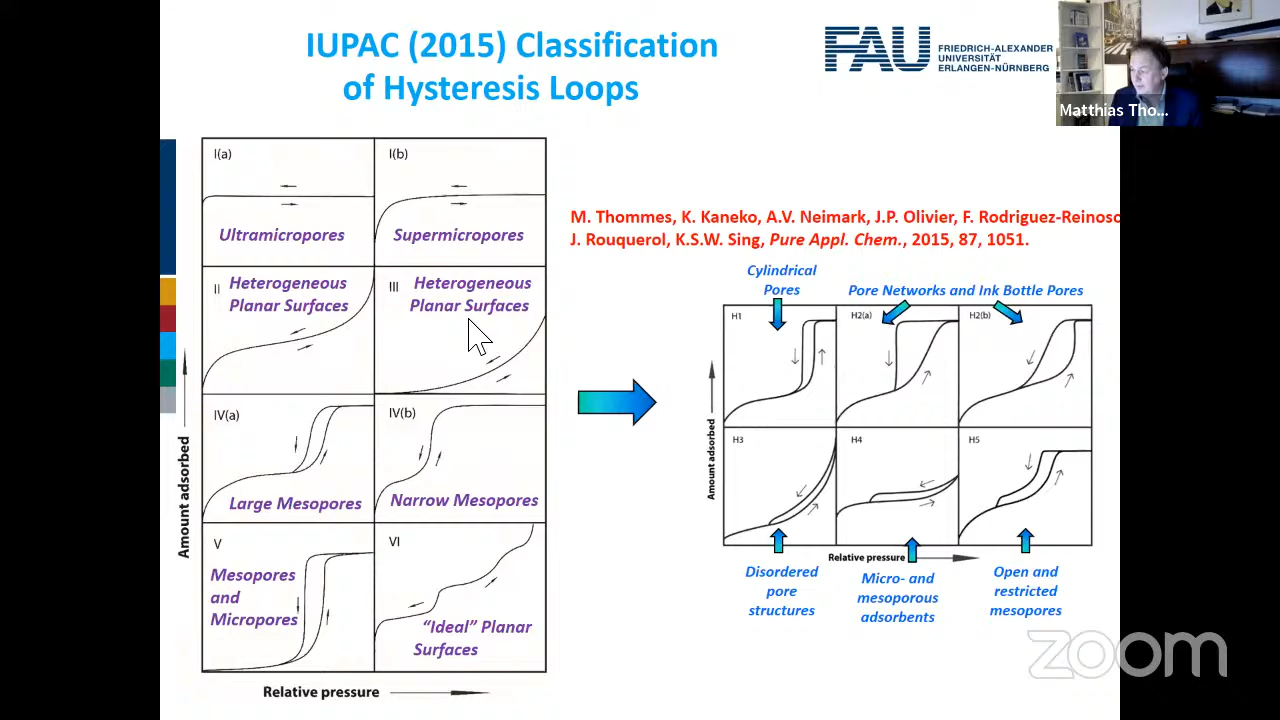 IUPAC (2015) Classification
of Hysteresis Loops
FAU
FRIEDRICH-ALEXANDER
UNIVERSITÄT
ERLANGEN-NÜRNBERG
Matthias Tho...
I(a)
Ultramicropores
I(b)
Supermicropores
II
Heterogeneous
Planar Surfaces
III
Heterogeneous
Planar Surfaces
IV(a)
Large Mesopores
IV(b)
Narrow Mesopores
V
Mesopores
and
Micropores
VI
“Ideal” Planar
Surfaces
Amount adsorbed
Relative pressure
M. Thommes, K. Kaneko, A.V. Neimark, J.P. Olivier, F. Rodriguez-Reinoso
J. Rouquerol, K.S.W. Sing, Pure Appl. Chem., 2015, 87, 1051.
Cylindrical
Pores
Pore Networks and Ink Bottle Pores
H1
H2(a)
H2(b)
H3
H4
H5
Amount adsorbed
Relative pressure
Disordered
pore
structures
Micro- and
mesoporous
adsorbents
Open and
restricted
mesopores
zoom